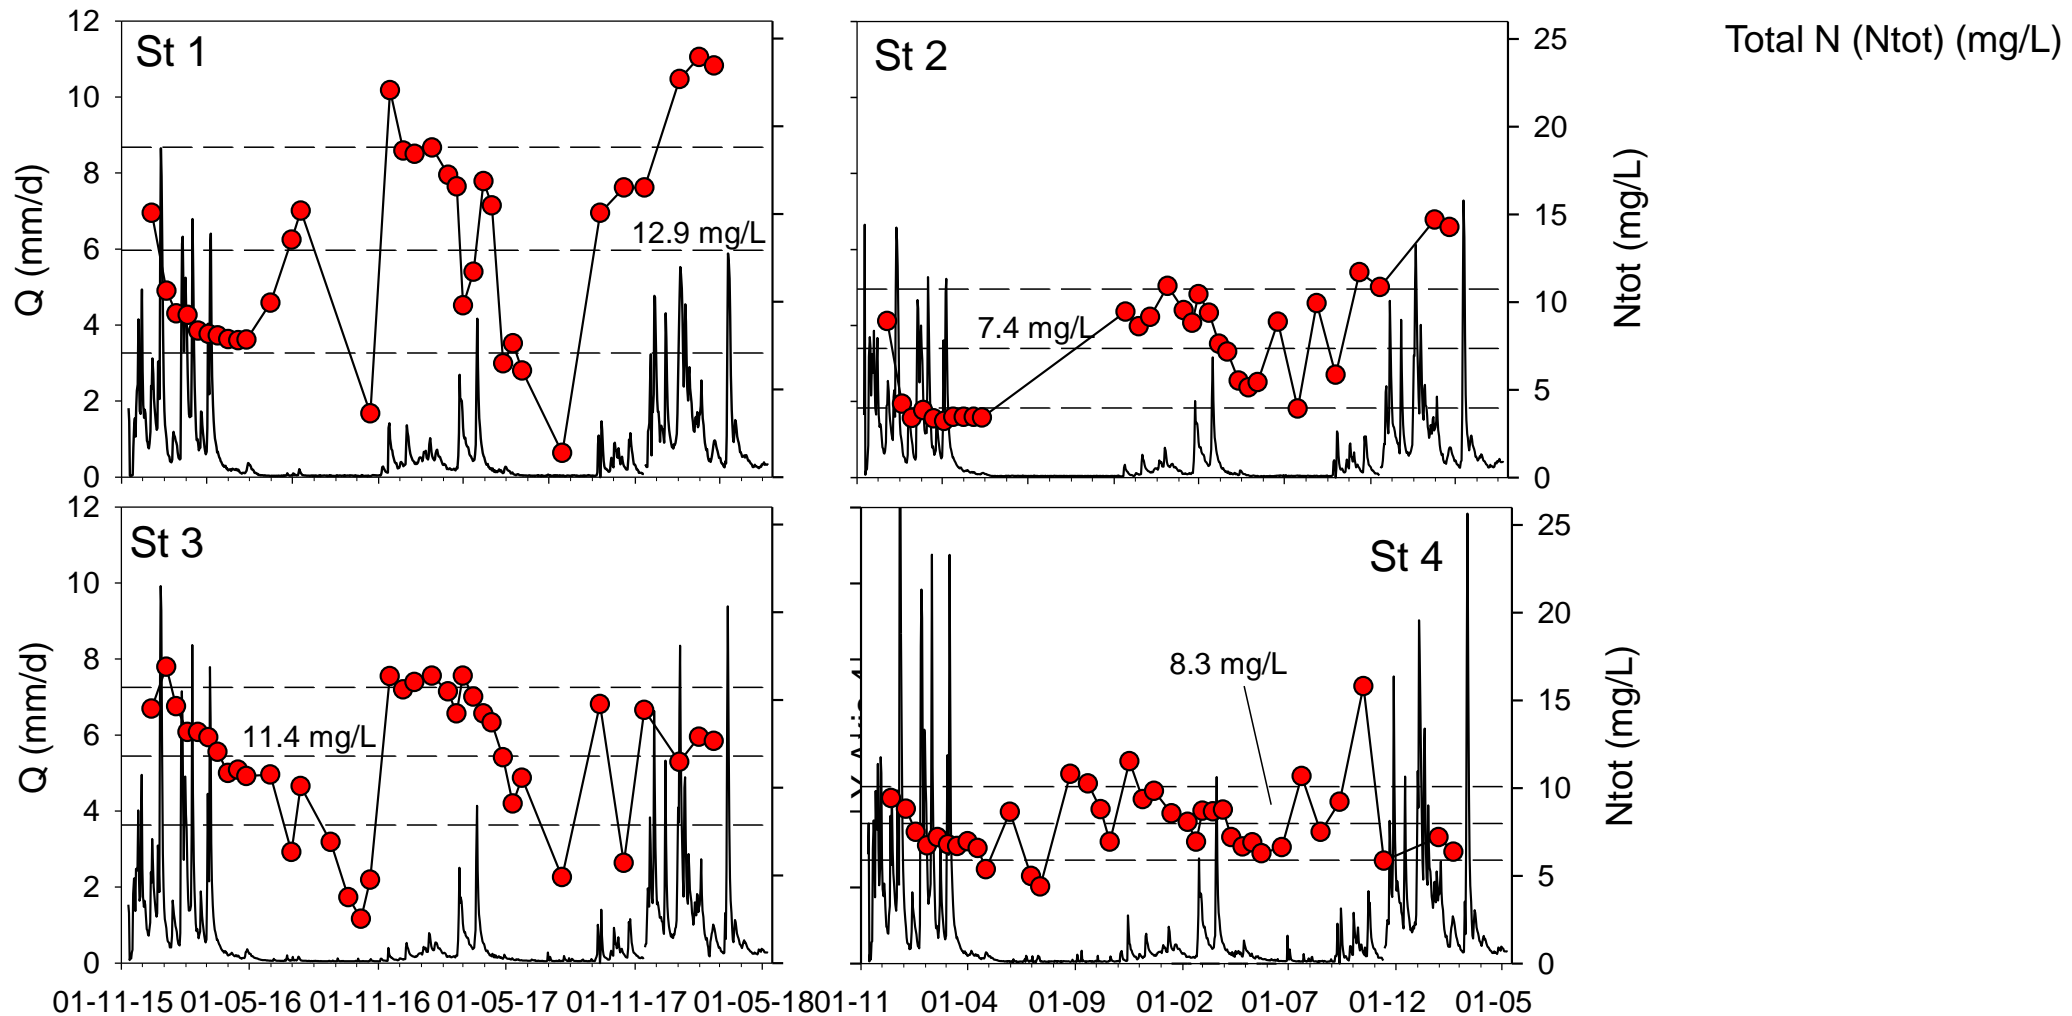 Total N (Ntot) (mg/L)
St 1
St 2
12
10
8
6
4
2
0
Q (mm/d)
12.9 mg/L
7.4 mg/L
25
20
15
10
5
0
Ntot (mg/L)
St 3
St 4
12
10
8
6
4
2
0
Q (mm/d)
11.4 mg/L
8.3 mg/L
25
20
15
10
5
0
Ntot (mg/L)
01-11-15 01-05-16 01-11-16 01-05-17 01-11-17 01-05-18
01-11 01-04 01-09 01-02 01-07 01-12 01-05